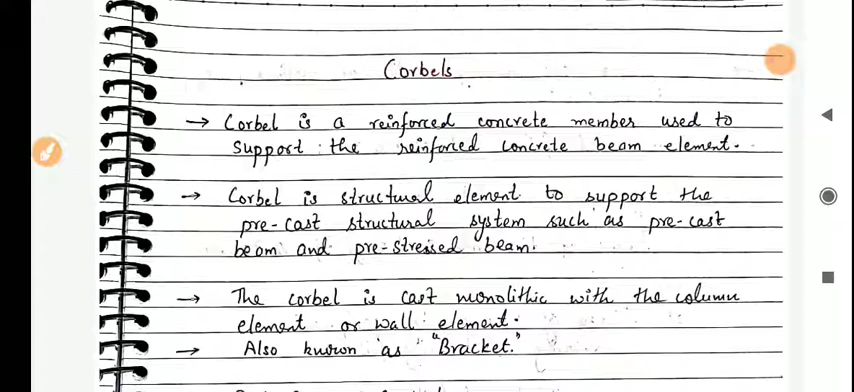 Corbels
→ Corbel is a reinforced concrete member used to
support the reinforced concrete beam element.
→ Corbel is structural element to support the
pre-cast structural system such as pre-cast
beam and pre-stressed beam.
→ The corbel is cast monolithic with the column
element or wall element.
→ Also known as "Bracket."